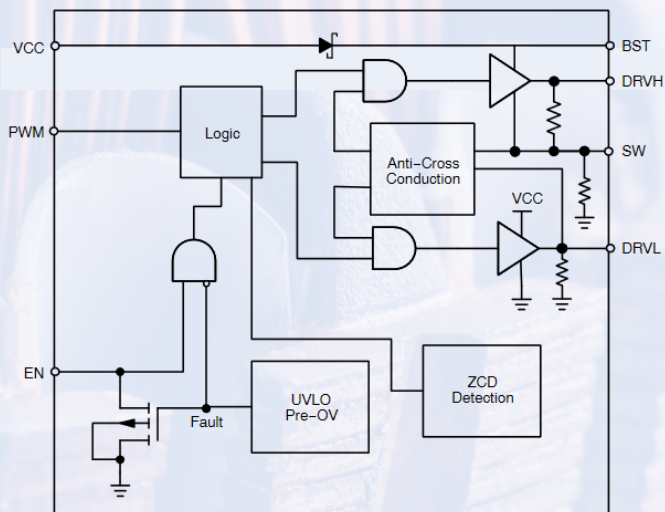 VCC
BST
DRVH
PWM
Logic
SW
Anti-Cross
Conduction
VCC
DRVL
EN
UVLO
Pre-OV
ZCD
Detection
Fault